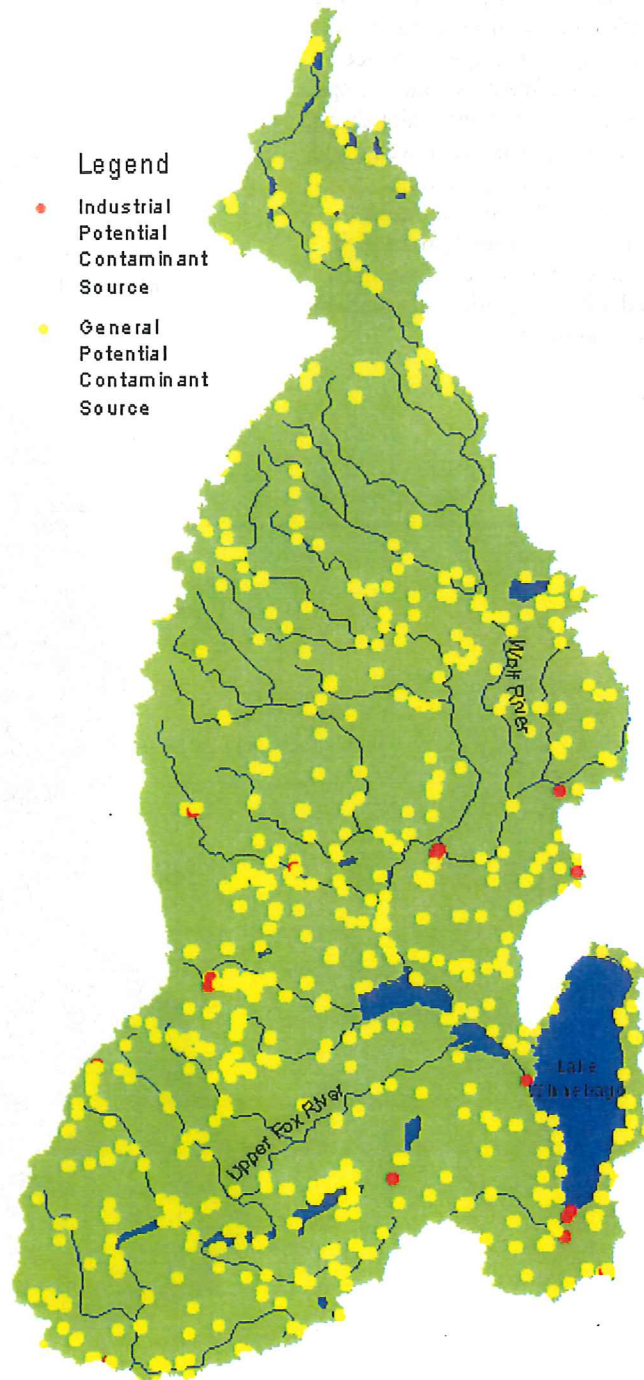 Legend
Industrial
Potential
Contaminant
Source
General
Potential
Contaminant
Source
Wolf River
Lake
Upper Fox River